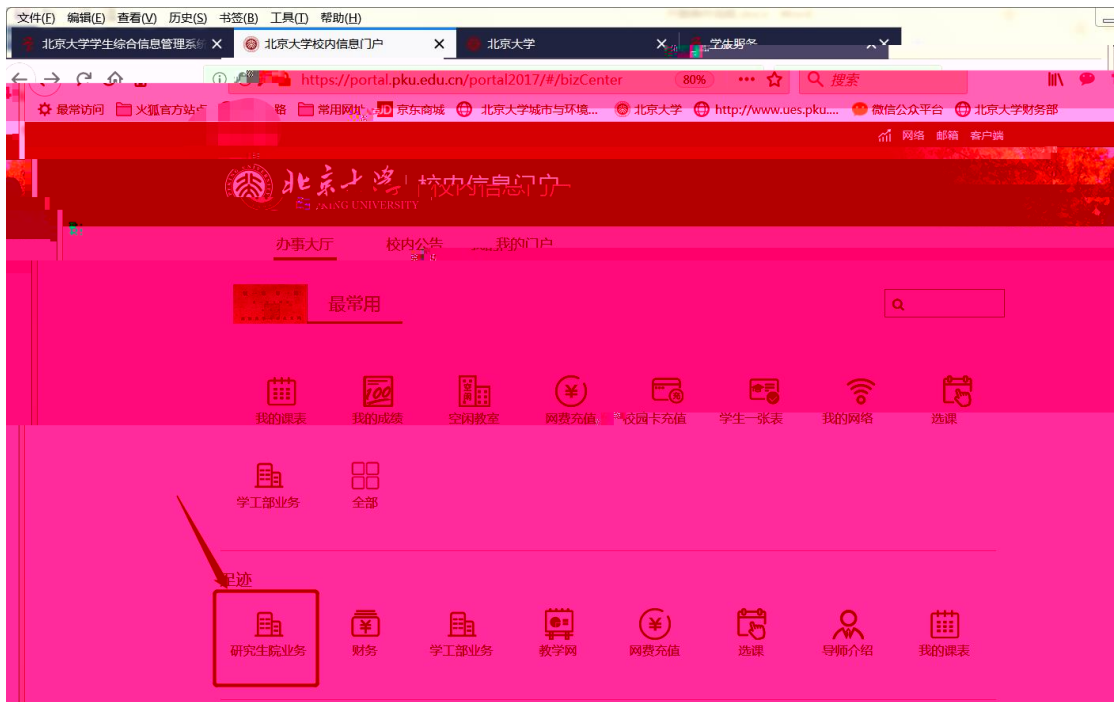 文件(F) 编辑(E) 查看(V) 历史(S) 书签(B) 工具(T) 帮助(H)
北京大学学生综合信息管理系统 北京大学校内信息门户 北京大学 学生服务
https://portal.pku.edu.cn/portal2017/#/bizCenter 80% 搜索
最常访问 火狐官方站点 常用网址 JD 京东商城 北京大学城市与环境... 北京大学 http://www.ues.pku.... 微信公众平台 北京大学财务部
网络 邮箱 客户端
北京大学 校内信息门户
UNIVERSITY
办事大厅 校内公告 我的门户
最常用
我的课表 我的成绩 空闲教室 网费充值 校园卡充值 学生一张表 我的网络 选课
学工部业务 全部
足迹
研究生院业务 财务 学工部业务 教学网 网费充值 选课 导师介绍 我的课表